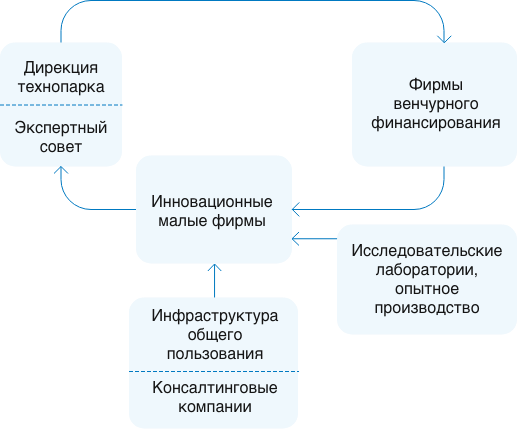 Дирекция
технопарка
Экспертный
совет
Фирмы
венчурного
финансирования
Инновационные
малые фирмы
Исследовательские
лаборатории,
опытное
производство
Инфраструктура
общего
пользования
Консалтинговые
компании